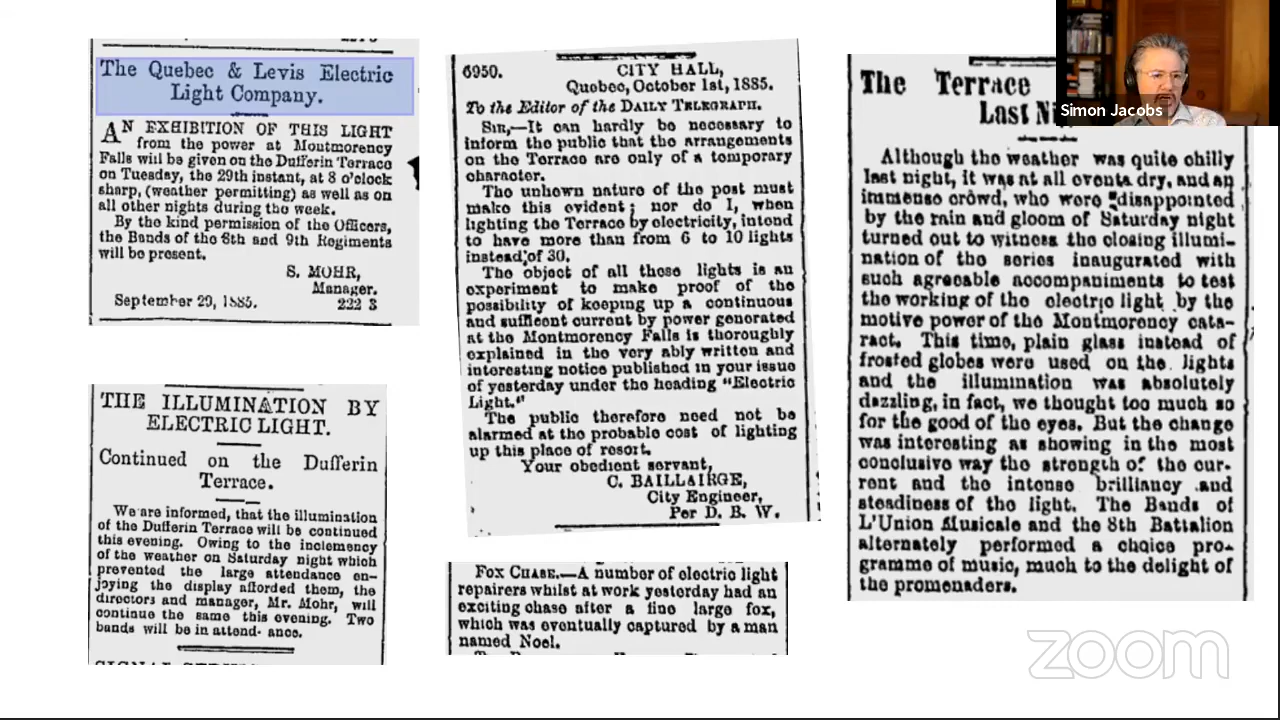 The Quebec & Levis Electric
Light Company.
AN EXHIBITION OF THIS LIGHT
from the power at Montmorency
Falls will be given on the Dufferin Terrace
on Tuesday, the 29th instant, at 8 o'clock
sharp, (weather permitting) as well as on
all other nights during the week.
By the kind permission of the Officers,
the Bands of the 8th and 9th Regiments
will be present.
S. MOHR,
Manager.
September 29, 1885. 222 3
THE ILLUMINATION BY
ELECTRIC LIGHT.
Continued on the Dufferin
Terrace.
We are informed, that the illumination
of the Dufferin Terrace will be continued
this evening. Owing to the inclemency
of the weather on Saturday night which
prevented the large attendance en-
joying the display afforded them, the
directors and manager, Mr. Mohr, will
continue the same this evening. Two
bands will be in attend- ance.
6950. CITY HALL,
Quebec, October 1st, 1885.
To the Editor of the DAILY TELEGRAPH.
SIR,—It can hardly be necessary to
inform the public that the arrangements
on the Terrace are only of a temporary
character.
The unhewn nature of the post must
make this evident; nor do I, when
lighting the Terrace by electricity, intend
to have more than from 6 to 10 lights
instead of 30.
The object of all these lights is an
experiment to make proof of the
possibility of keeping up a continuous
and sufficent current by power generated
at the Montmorency Falls is thoroughly
explained in the very ably written and
interesting notice published in your issue
of yesterday under the heading "Electric
Light."
The public therefore need not be
alarmed at the probable cost of lighting
up this place of resort.
Your obedient servant,
C. BAILLAIRGE,
City Engineer,
Per D. B. W.
FOX CHASE.—A number of electric light
repairers whilst at work yesterday had an
exciting chase after a fine large fox,
which was eventually captured by a man
named Noel.
The Terrace
Last
Although the weather was quite chilly
last night, it was at all events dry, and an
immense crowd, who were disappointed
by the rain and gloom of Saturday night
turned out to witness the closing illumi-
nation of the series inaugurated with
such agreeable accompaniments to test
the working of the electric light by the
motive power of the Montmorency cata-
ract. This time, plain glass instead of
frosted globes were used on the lights
and the illumination was absolutely
dazzling, in fact, we thought too much so
for the good of the eyes. But the change
was interesting as showing in the most
conclusive way the strength of the cur-
rent and the intense brilliancy and
steadiness of the light. The Bands of
L'Union Musicale and the 8th Battalion
alternately performed a choice pro-
gramme of music, much to the delight of
the promenaders.
Simon Jacobs
zoom